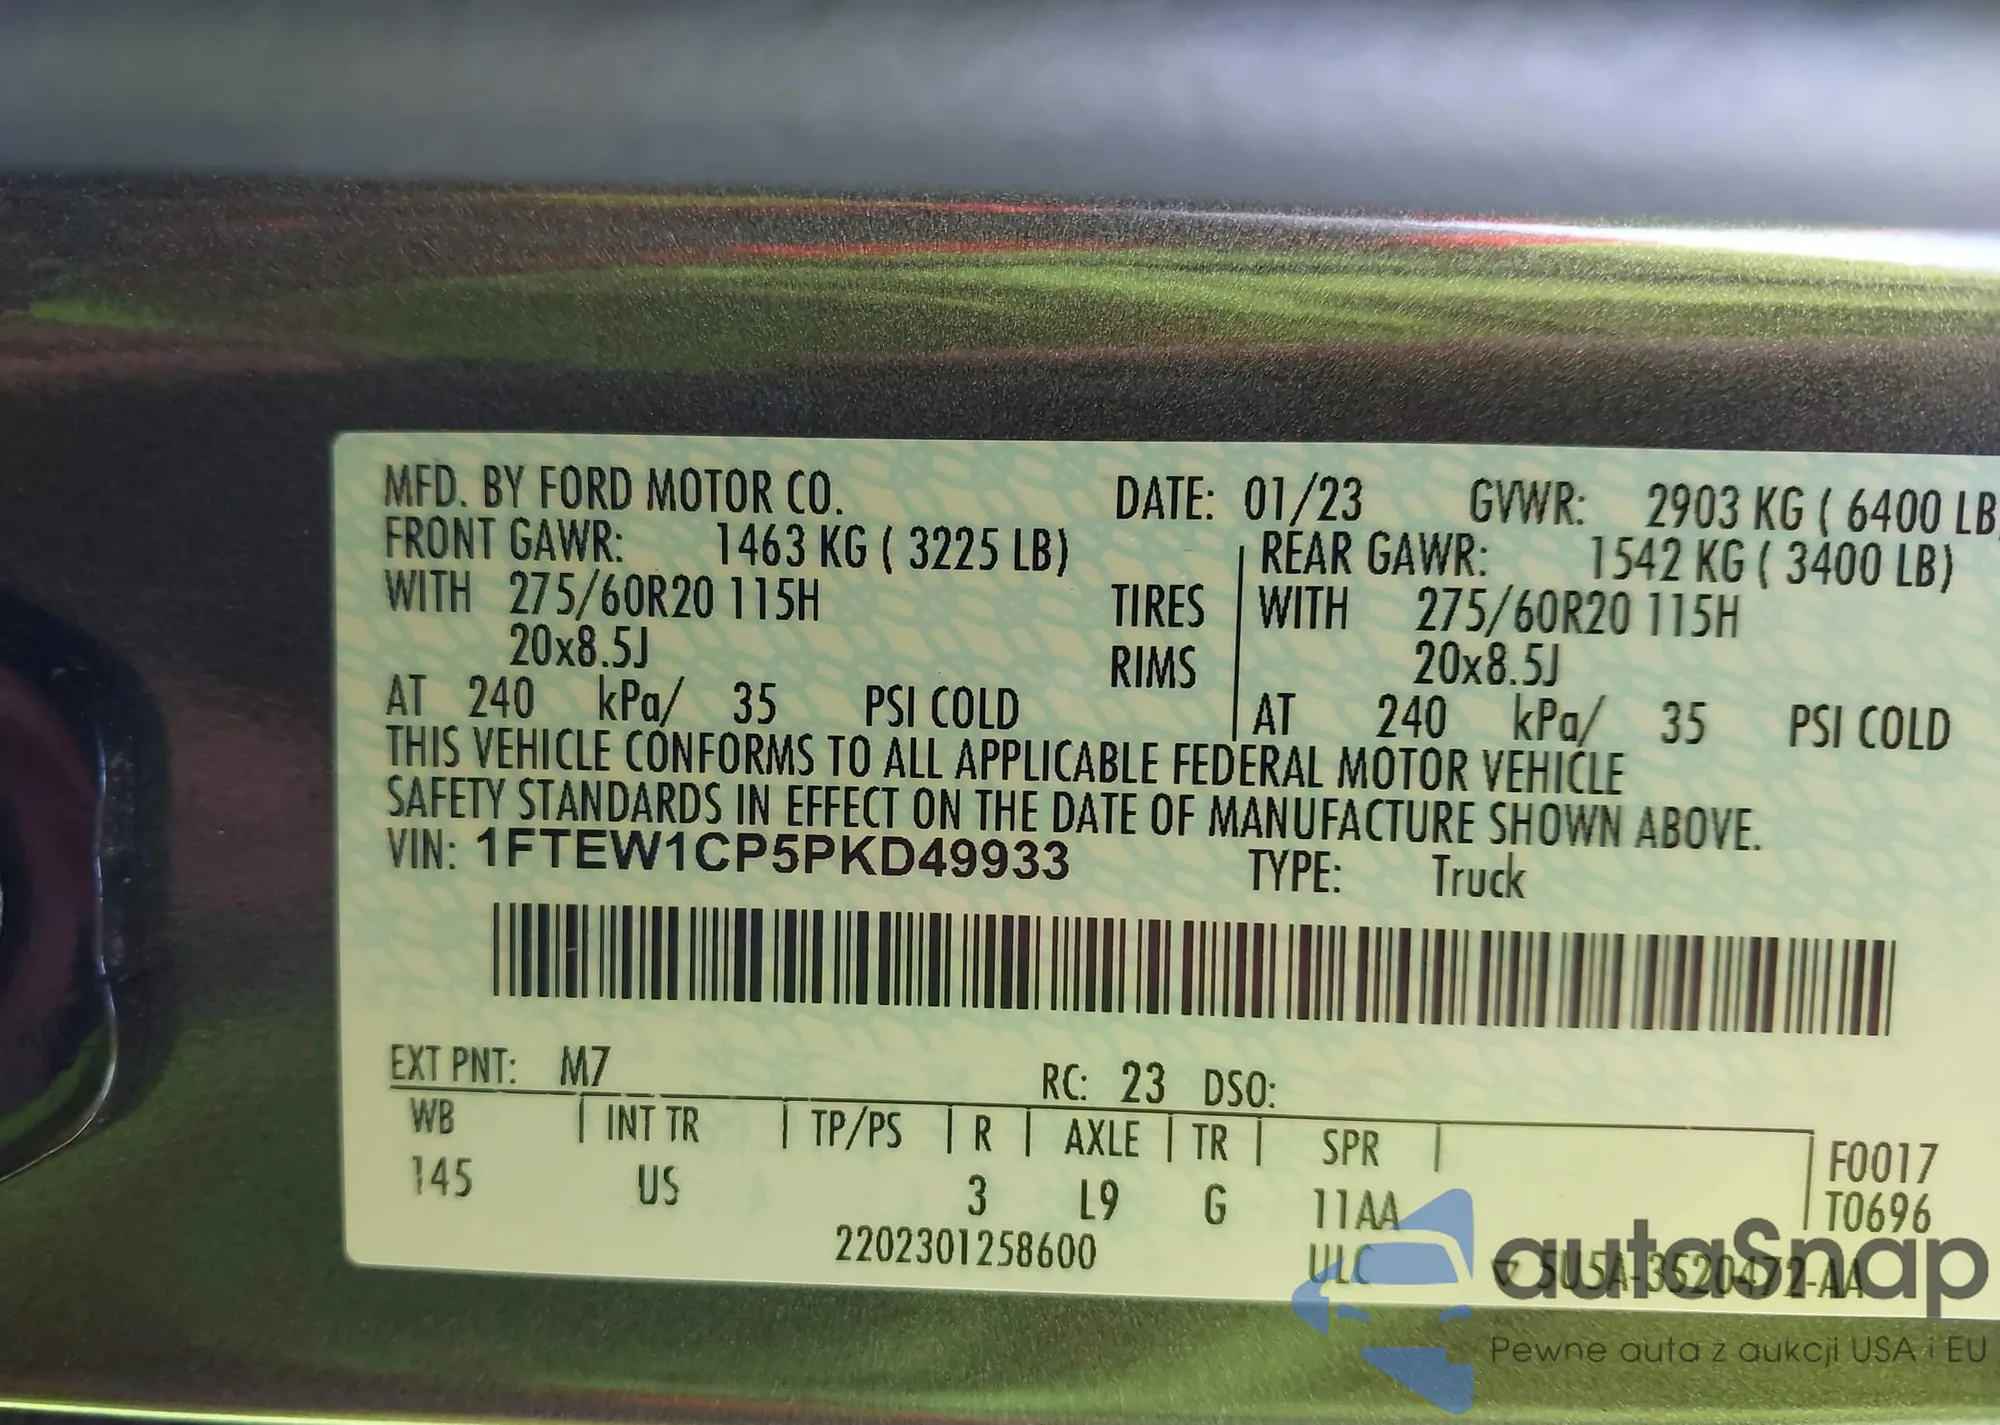 MFD. BY FORD MOTOR CO. DATE: 01/23 GVWR: 2903 KG ( 6400 LB
FRONT GAWR: 1463 KG ( 3225 LB) REAR GAWR: 1542 KG ( 3400 LB)
WITH 275/60R20 115H TIRES WITH 275/60R20 115H
20x8.5J RIMS 20x8.5J
AT 240 kPa/ 35 PSI COLD AT 240 kPa/ 35 PSI COLD
THIS VEHICLE CONFORMS TO ALL APPLICABLE FEDERAL MOTOR VEHICLE
SAFETY STANDARDS IN EFFECT ON THE DATE OF MANUFACTURE SHOWN ABOVE.
VIN: 1FTEW1CP5PKD49933 TYPE: Truck
EXT PNT: M7 RC: 23 DSO:
WB | INT TR | TP/PS | R | AXLE | TR | SPR | F0017
145 US 3 L9 G 11AA T0696
2202301258600 ULC 5U5A-3520472-AA
autaSnap
Pewne auta z aukcji USA i EU